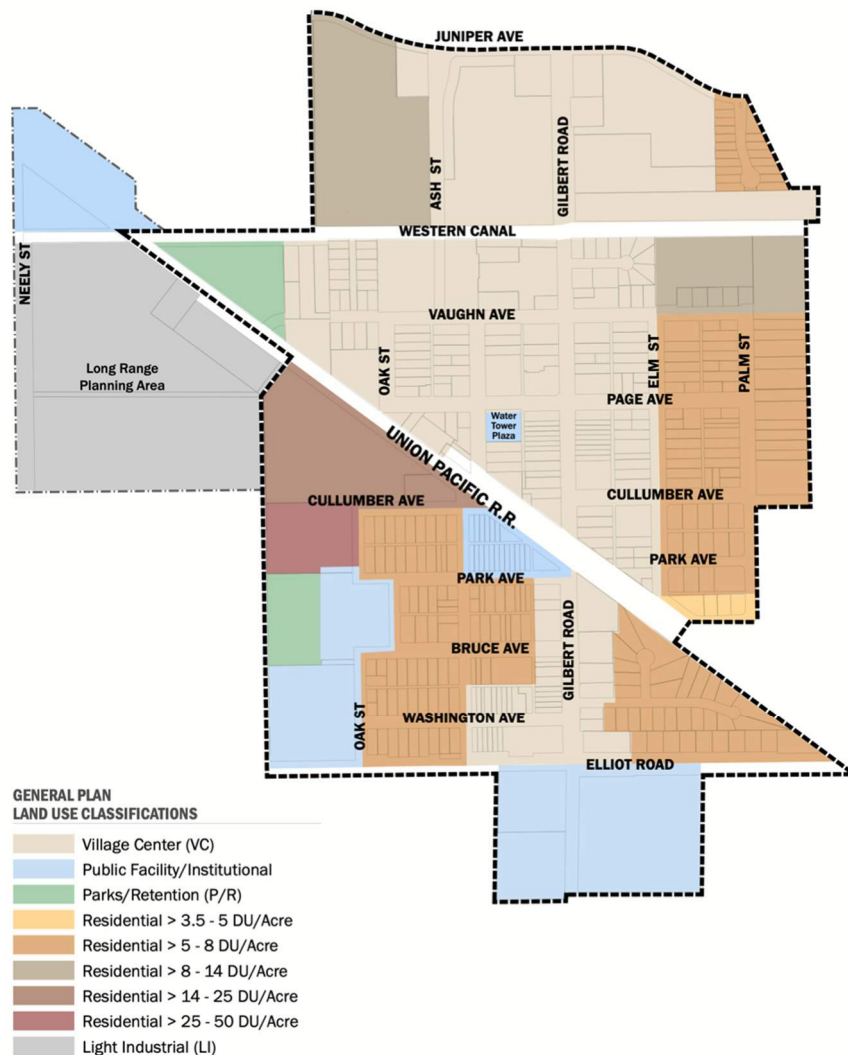 JUNIPER AVE
ASH ST
GILBERT ROAD
WESTERN CANAL
NEELY ST
VAUGHN AVE
OAK ST
ELM ST
PALM ST
Long Range
Planning Area
PAGE AVE
Water
Tower
Plaza
UNION PACIFIC R.R.
CULLUMBER AVE
CULLUMBER AVE
PARK AVE
PARK AVE
BRUCE AVE
GILBERT ROAD
OAK ST
WASHINGTON AVE
ELLIOT ROAD
GENERAL PLAN
LAND USE CLASSIFICATIONS
Village Center (VC)
Public Facility/Institutional
Parks/Retention (P/R)
Residential > 3.5 - 5 DU/Acre
Residential > 5 - 8 DU/Acre
Residential > 8 - 14 DU/Acre
Residential > 14 - 25 DU/Acre
Residential > 25 - 50 DU/Acre
Light Industrial (LI)